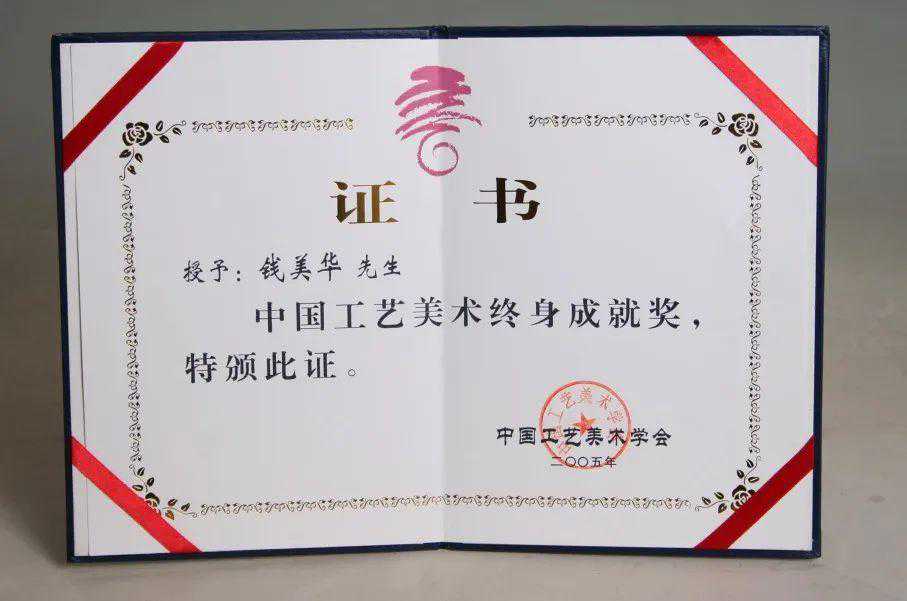 证书
授予：钱美华 先生
中国工艺美术终身成就奖，
特颁此证。
中国工艺美术学会
二〇〇五年